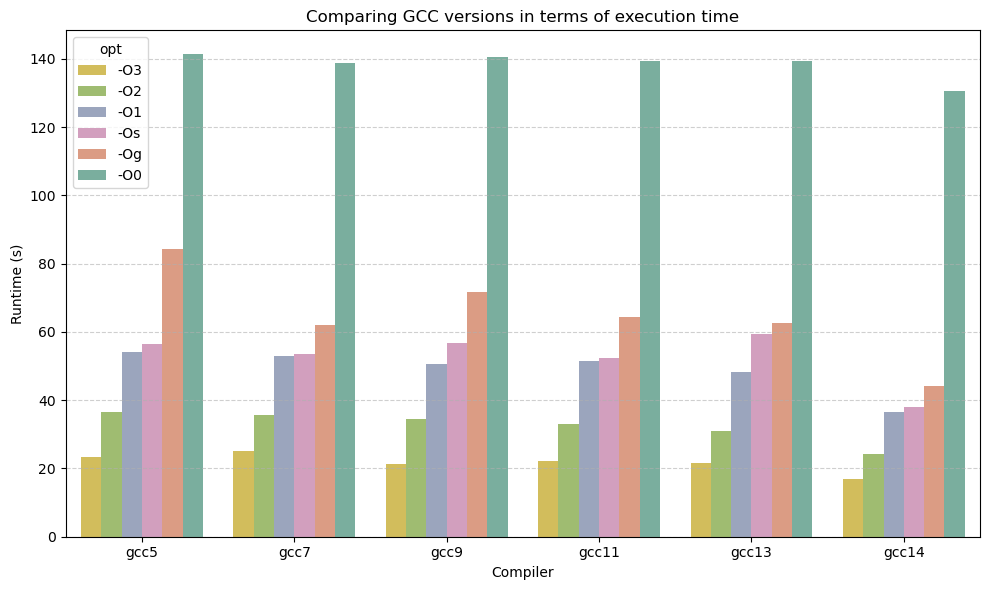 Comparing GCC versions in terms of execution time
opt
-O3
-O2
-O1
-Os
-Og
-O0
Runtime (s)
140
120
100
80
60
40
20
0
gcc5 gcc7 gcc9 gcc11 gcc13 gcc14
Compiler